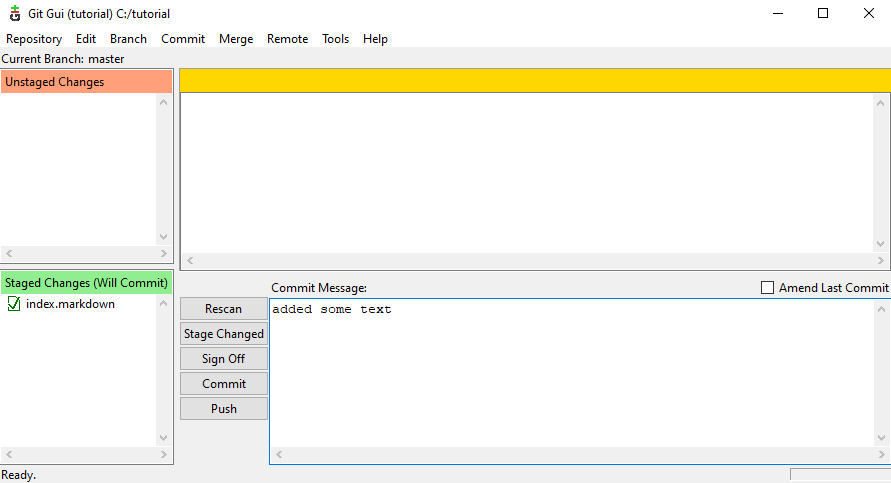 Git Gui (tutorial) C:/tutorial
Repository Edit Branch Commit Merge Remote Tools Help
Current Branch: master
Unstaged Changes
Staged Changes (Will Commit)
index.markdown
Commit Message:
Amend Last Commit
Rescan
Stage Changed
Sign Off
Commit
Push
added some text
Ready.